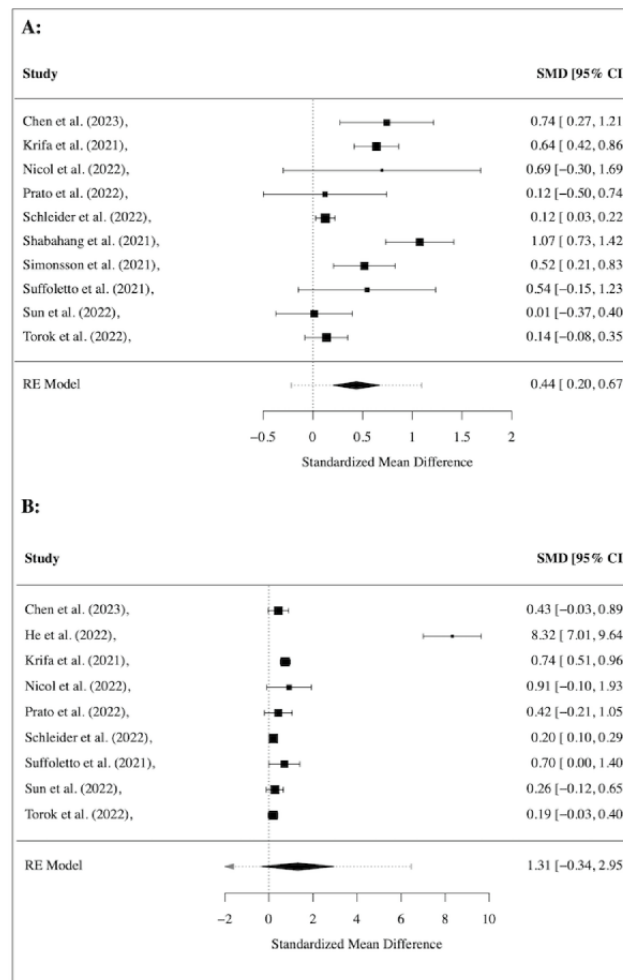 A:
Study SMD [95% CI
Chen et al. (2023), 0.74 [ 0.27, 1.21
Krifa et al. (2021), 0.64 [ 0.42, 0.86
Nicol et al. (2022), 0.69 [−0.30, 1.69
Prato et al. (2022), 0.12 [−0.50, 0.74
Schleider et al. (2022), 0.12 [ 0.03, 0.22
Shabahang et al. (2021), 1.07 [ 0.73, 1.42
Simonsson et al. (2021), 0.52 [ 0.21, 0.83
Suffoletto et al. (2021), 0.54 [−0.15, 1.23
Sun et al. (2022), 0.01 [−0.37, 0.40
Torok et al. (2022), 0.14 [−0.08, 0.35
RE Model 0.44 [ 0.20, 0.67
−0.5 0 0.5 1 1.5 2
Standardized Mean Difference
B:
Study SMD [95% CI
Chen et al. (2023), 0.43 [−0.03, 0.89
He et al. (2022), 8.32 [ 7.01, 9.64
Krifa et al. (2021), 0.74 [ 0.51, 0.96
Nicol et al. (2022), 0.91 [−0.10, 1.93
Prato et al. (2022), 0.42 [−0.21, 1.05
Schleider et al. (2022), 0.20 [ 0.10, 0.29
Suffoletto et al. (2021), 0.70 [ 0.00, 1.40
Sun et al. (2022), 0.26 [−0.12, 0.65
Torok et al. (2022), 0.19 [−0.03, 0.40
RE Model 1.31 [−0.34, 2.95
−2 0 2 4 6 8 10
Standardized Mean Difference